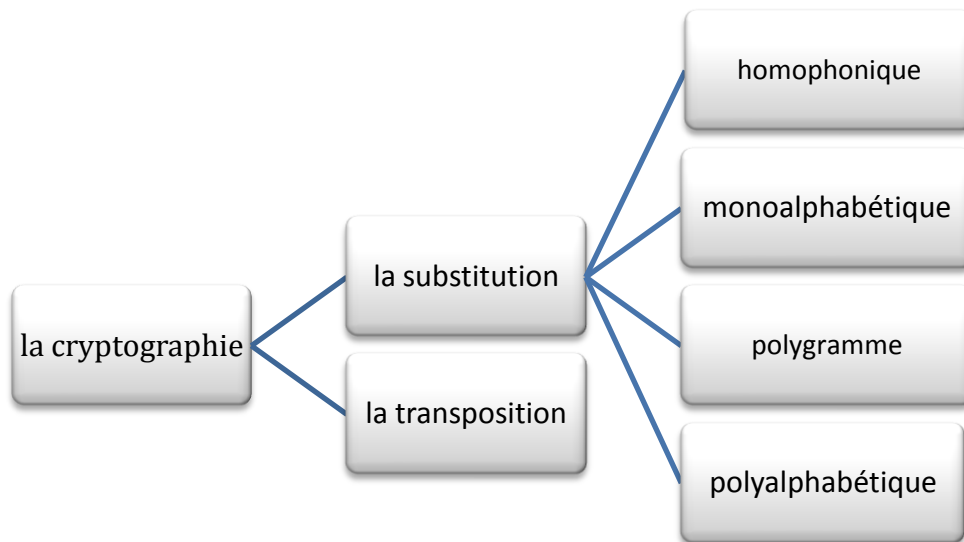 homophonique
monoalphabétique
la substitution
la cryptographie
polygramme
la transposition
polyalphabétique